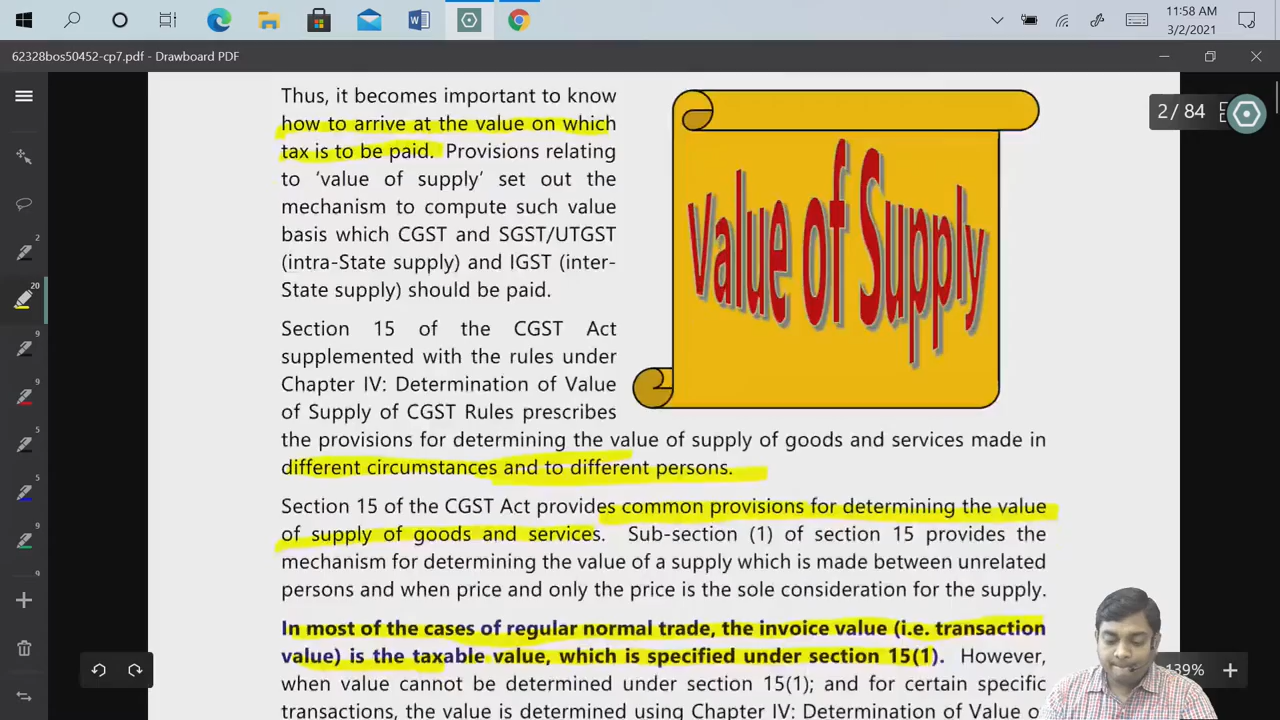 11:58 AM
3/2/2021
62328bos50452-cp7.pdf - Drawboard PDF
2 / 84
Thus, it becomes important to know
how to arrive at the value on which
tax is to be paid. Provisions relating
to ‘value of supply’ set out the
mechanism to compute such value
basis which CGST and SGST/UTGST
(intra-State supply) and IGST (inter-
State supply) should be paid.
Value of Supply
Section 15 of the CGST Act
supplemented with the rules under
Chapter IV: Determination of Value
of Supply of CGST Rules prescribes
the provisions for determining the value of supply of goods and services made in
different circumstances and to different persons.
Section 15 of the CGST Act provides common provisions for determining the value
of supply of goods and services. Sub-section (1) of section 15 provides the
mechanism for determining the value of a supply which is made between unrelated
persons and when price and only the price is the sole consideration for the supply.
In most of the cases of regular normal trade, the invoice value (i.e. transaction
value) is the taxable value, which is specified under section 15(1). However,
when value cannot be determined under section 15(1); and for certain specific
transactions, the value is determined using Chapter IV: Determination of Value of
2
20
9
9
5
5
9
9
139%